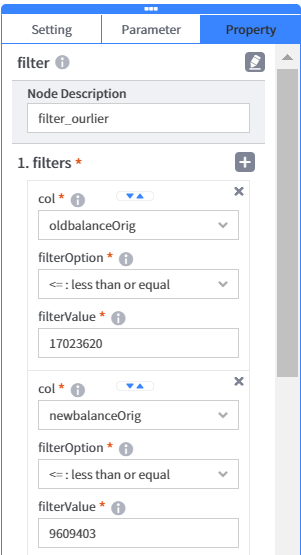 Setting Parameter Property
filter
Node Description
filter_ourlier
1. filters *
col *
oldbalanceOrig
filterOption *
<= : less than or equal
filterValue *
17023620
col *
newbalanceOrig
filterOption *
<= : less than or equal
filterValue *
9609403